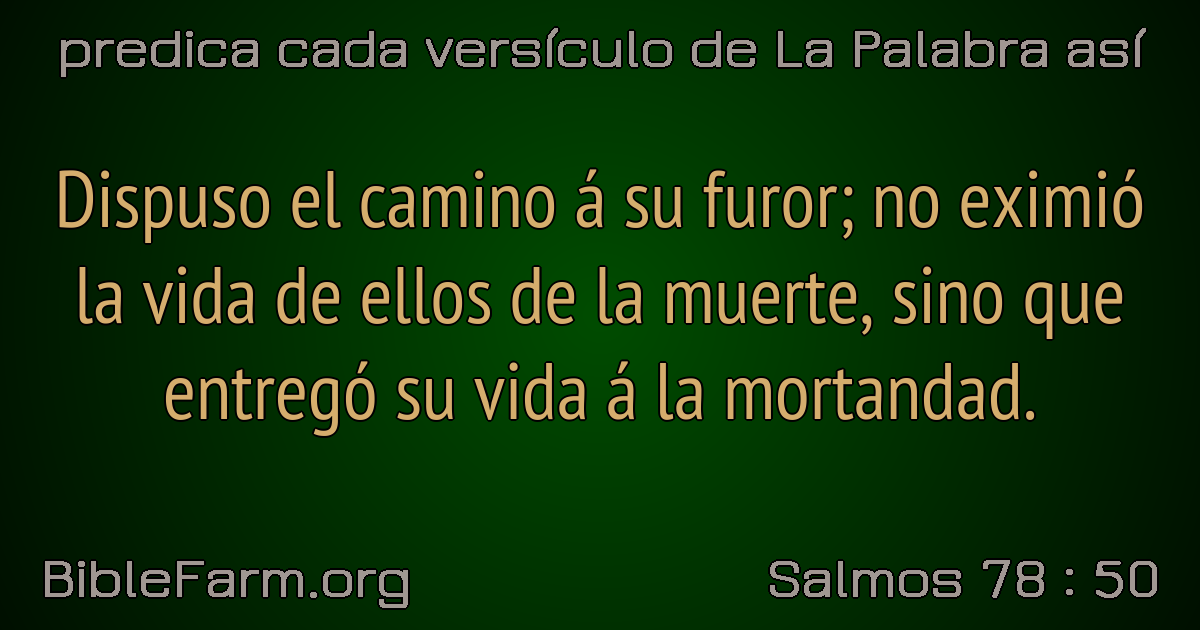 predica cada versículo de La Palabra así
Dispuso el camino á su furor; no eximió
la vida de ellos de la muerte, sino que
entregó su vida á la mortandad.
BibleFarm.org
Salmos 78 : 50